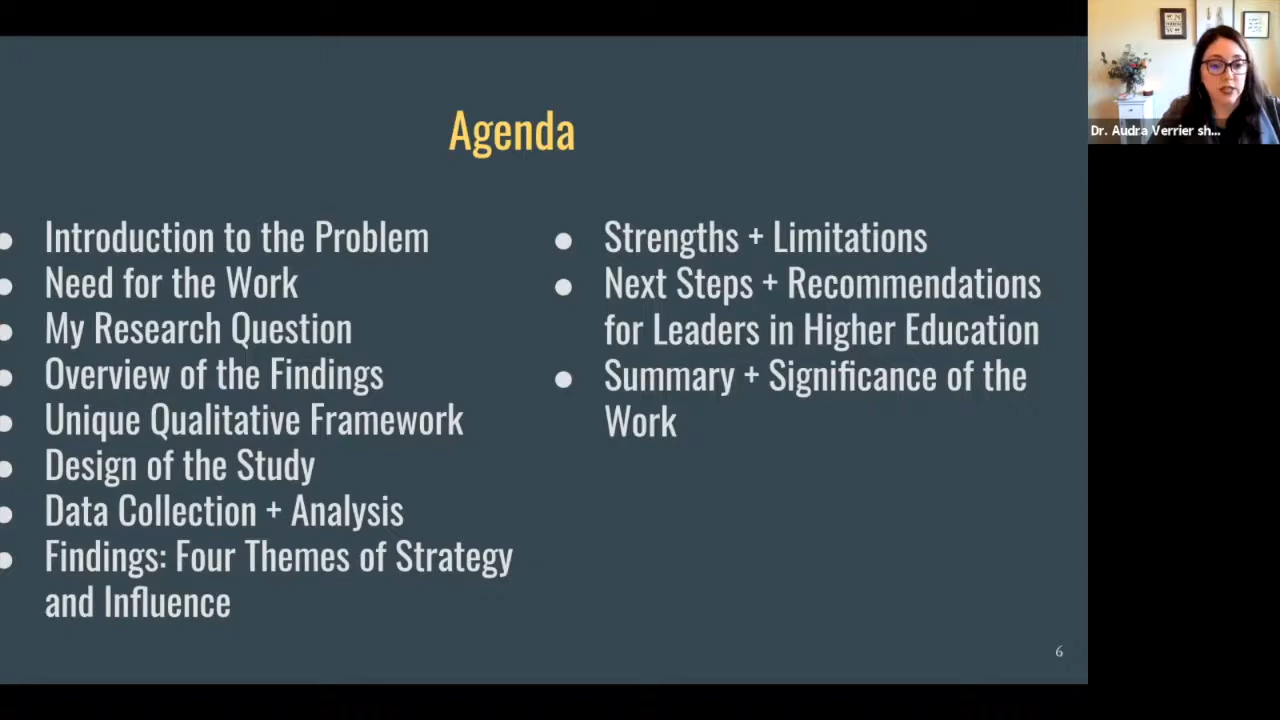 Agenda
Introduction to the Problem
Need for the Work
My Research Question
Overview of the Findings
Unique Qualitative Framework
Design of the Study
Data Collection + Analysis
Findings: Four Themes of Strategy
and Influence
Strengths + Limitations
Next Steps + Recommendations
for Leaders in Higher Education
Summary + Significance of the
Work
6
Dr. Audra Verrier sh...